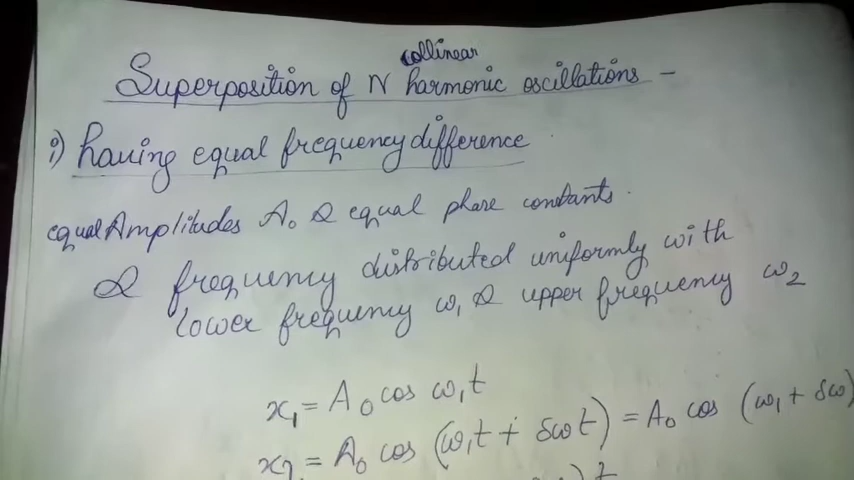 Superposition of N collinear harmonic oscillations –
i) having equal frequency difference
equal Amplitudes A₀ & equal phase constants.
& frequency distributed uniformly with
lower frequency ω₁ & upper frequency ω₂
x₁ = A₀ cos ω₁t
x₂ = A₀ cos (ω₁t + δωt) = A₀ cos (ω₁ + δω)
) t